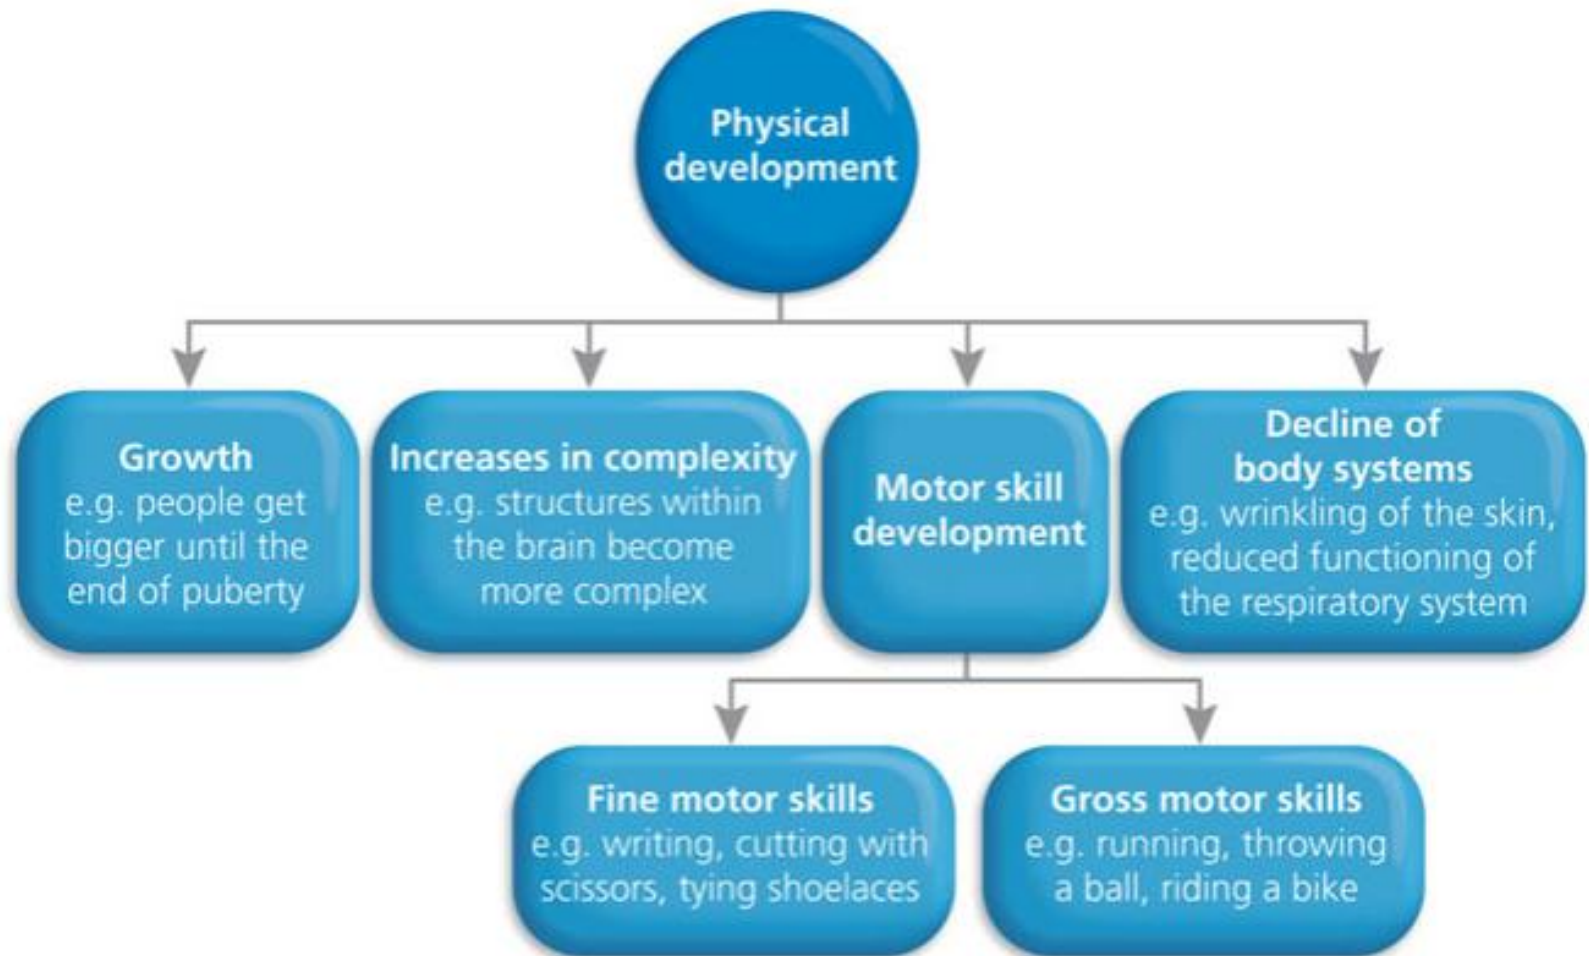 Physical
development
Growth
e.g. people get
bigger until the
end of puberty
Increases in complexity
e.g. structures within
the brain become
more complex
Motor skill
development
Decline of
body systems
e.g. wrinkling of the skin,
reduced functioning of
the respiratory system
Fine motor skills
e.g. writing, cutting with
scissors, tying shoelaces
Gross motor skills
e.g. running, throwing
a ball, riding a bike